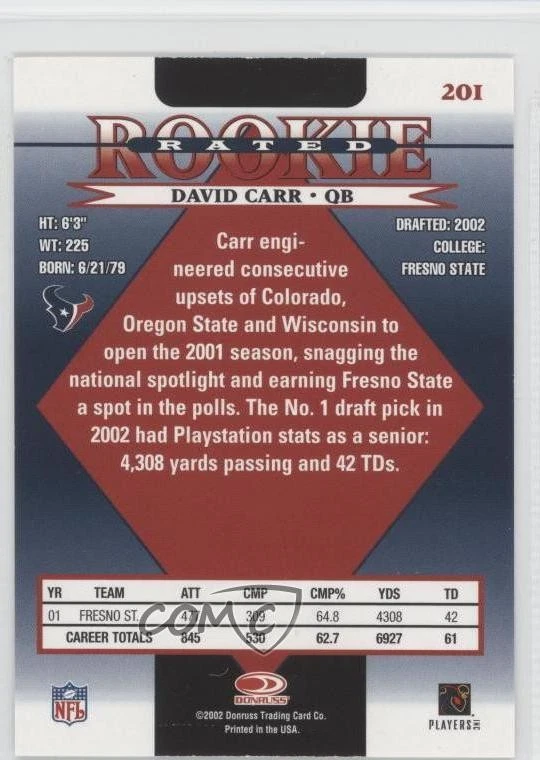 201
ROOKIE
RATED
DAVID CARR • QB
HT: 6'3"
WT: 225
BORN: 6/21/79
DRAFTED: 2002
COLLEGE:
FRESNO STATE
Carr engi-
neered consecutive
upsets of Colorado,
Oregon State and Wisconsin to
open the 2001 season, snagging the
national spotlight and earning Fresno State
a spot in the polls. The No. 1 draft pick in
2002 had Playstation stats as a senior:
4,308 yards passing and 42 TDs.
YR TEAM ATT CMP CMP% YDS TD
01 FRESNO ST. 477 309 64.8 4308 42
CAREER TOTALS 845 530 62.7 6927 61
COMC
NFL
DONRUSS
©2002 Donruss Trading Card Co.
Printed in the USA.
PLAYERS INC